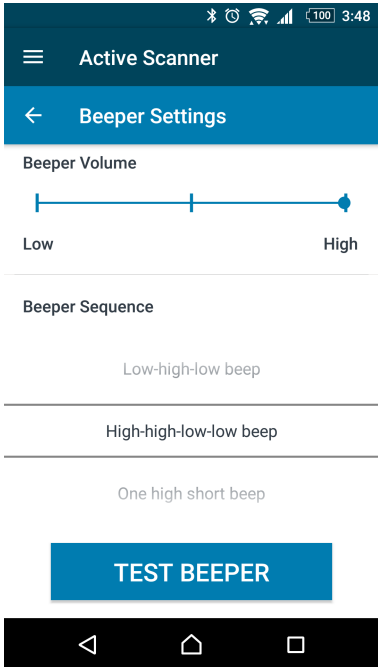 100 3:48
Active Scanner
Beeper Settings
Beeper Volume
Low High
Beeper Sequence
Low-high-low beep
High-high-low-low beep
One high short beep
TEST BEEPER